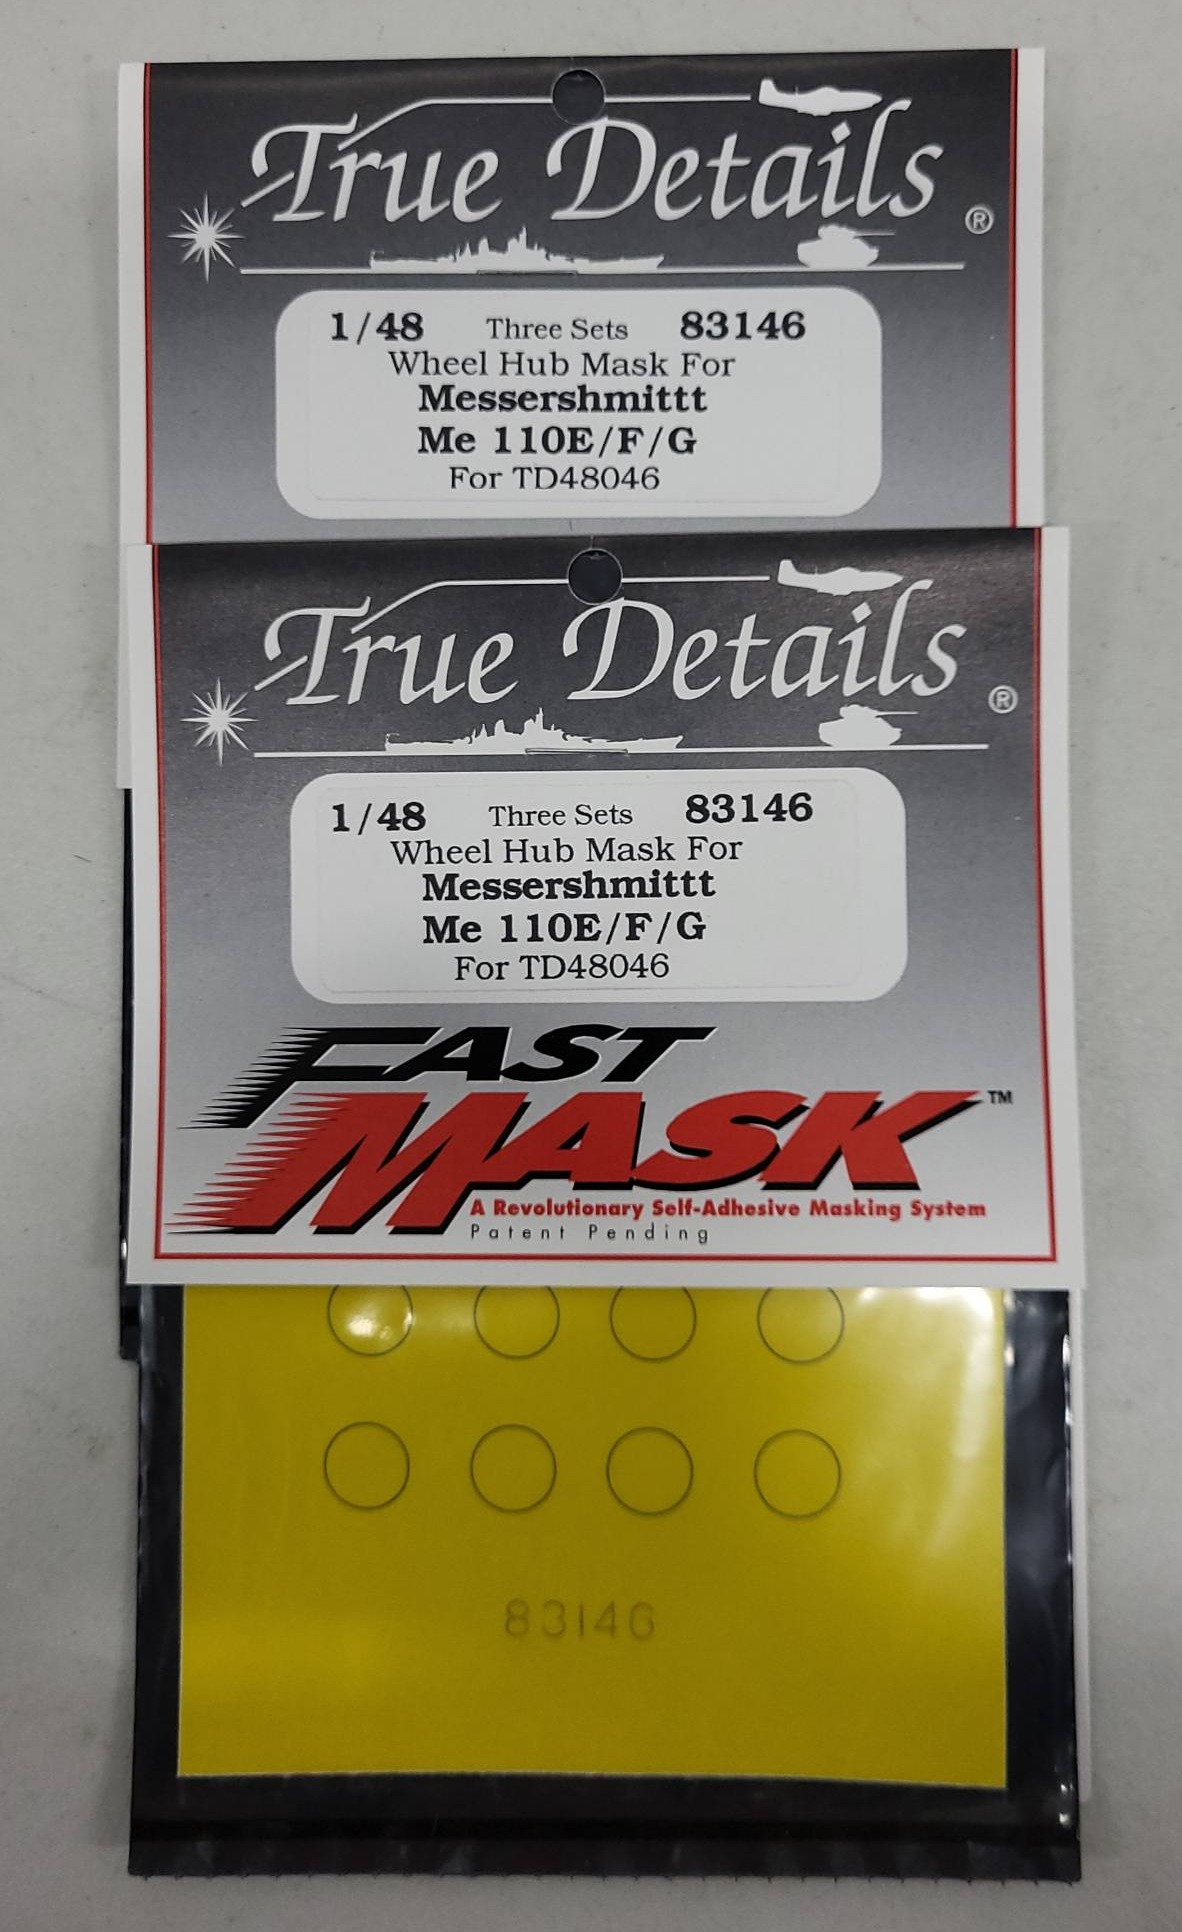 True Details ®
1/48 Three Sets 83146
Wheel Hub Mask For
Messershmittt
Me 110E/F/G
For TD48046
True Details ®
1/48 Three Sets 83146
Wheel Hub Mask For
Messershmittt
Me 110E/F/G
For TD48046
FAST
MASK ™
A Revolutionary Self-Adhesive Masking System
Patent Pending
83146